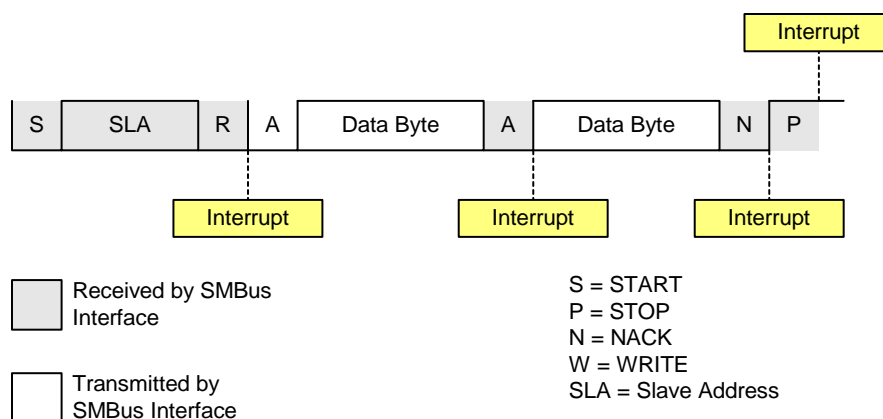 Interrupt
S
SLA
R
A
Data Byte
A
Data Byte
N
P
Interrupt
Interrupt
Interrupt
Received by SMBus
Interface
Transmitted by
SMBus Interface
S = START
P = STOP
N = NACK
W = WRITE
SLA = Slave Address